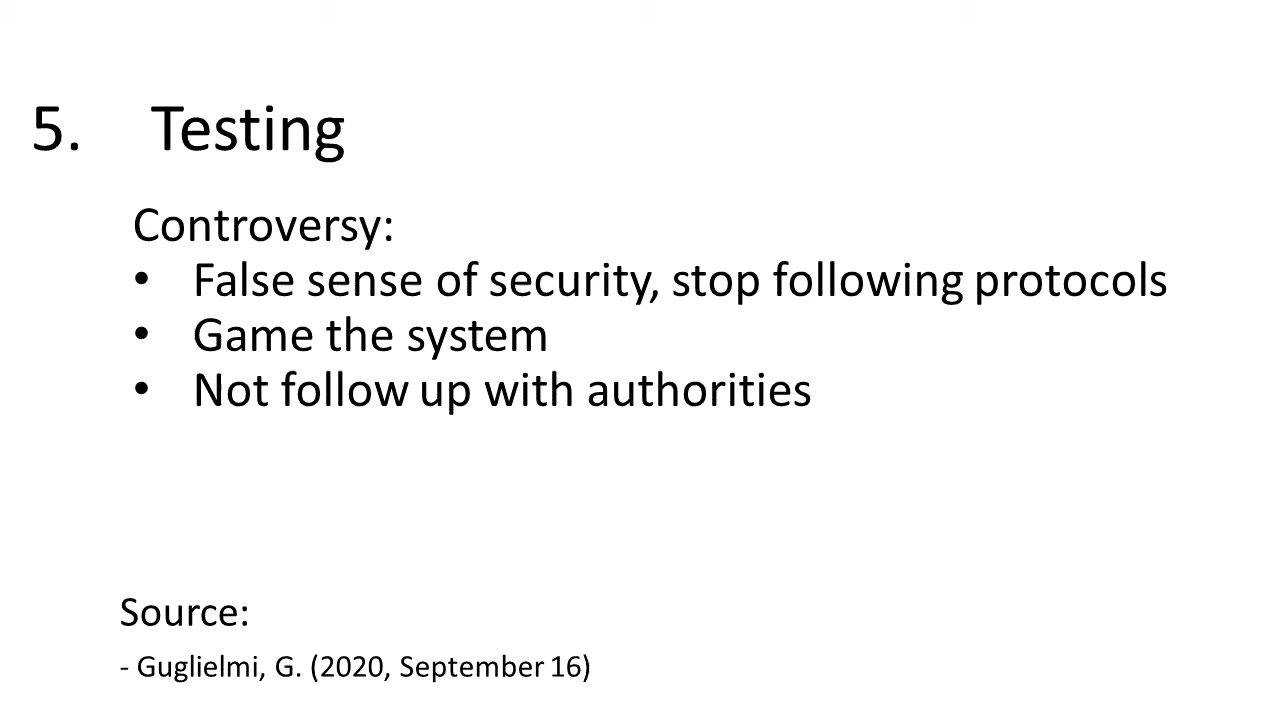 5. Testing
Controversy:
• False sense of security, stop following protocols
• Game the system
• Not follow up with authorities
Source:
- Guglielmi, G. (2020, September 16)